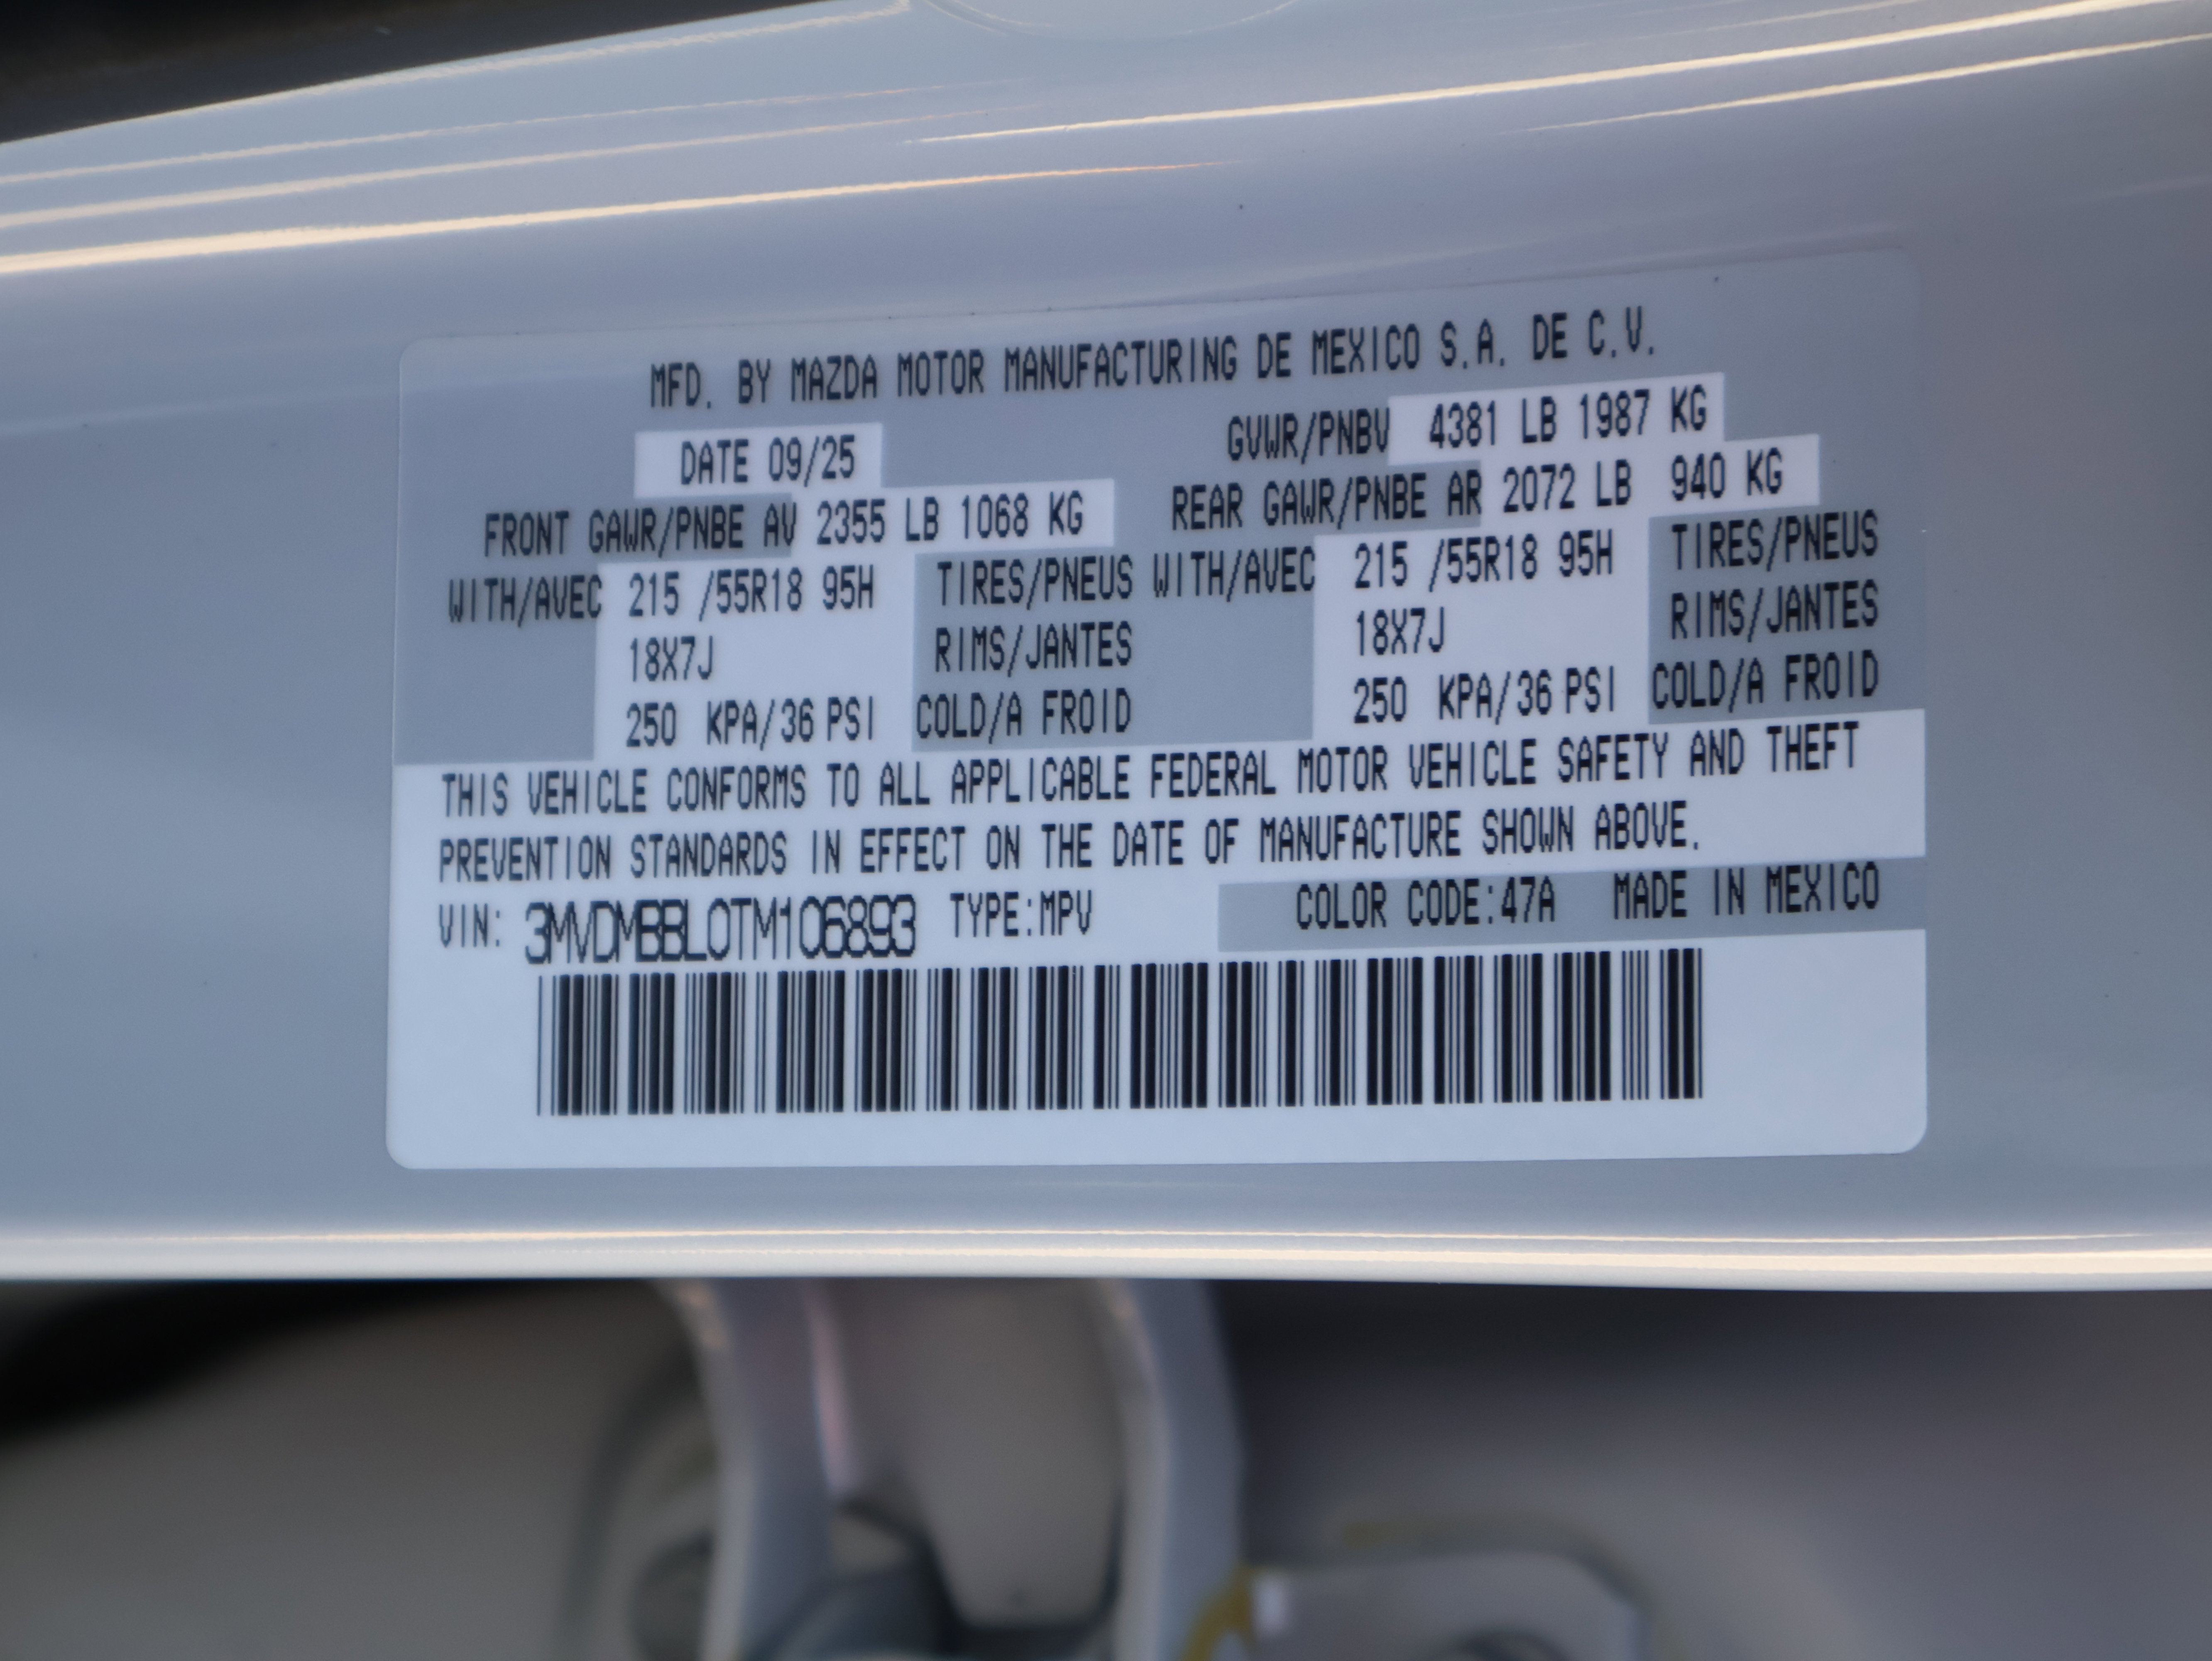 MFD. BY MAZDA MOTOR MANUFACTURING DE MEXICO S.A. DE C.V.
DATE 09/25 GVWR/PNBV 4381 LB 1987 KG
FRONT GAWR/PNBE AV 2355 LB 1068 KG REAR GAWR/PNBE AR 2072 LB 940 KG
WITH/AVEC 215 /55R18 95H TIRES/PNEUS WITH/AVEC 215 /55R18 95H TIRES/PNEUS
18X7J RIMS/JANTES 18X7J RIMS/JANTES
250 KPA/36 PSI COLD/A FROID 250 KPA/36 PSI COLD/A FROID
THIS VEHICLE CONFORMS TO ALL APPLICABLE FEDERAL MOTOR VEHICLE SAFETY AND THEFT
PREVENTION STANDARDS IN EFFECT ON THE DATE OF MANUFACTURE SHOWN ABOVE.
VIN: 3MVDMBBL0TM106893 TYPE:MPV COLOR CODE:47A MADE IN MEXICO